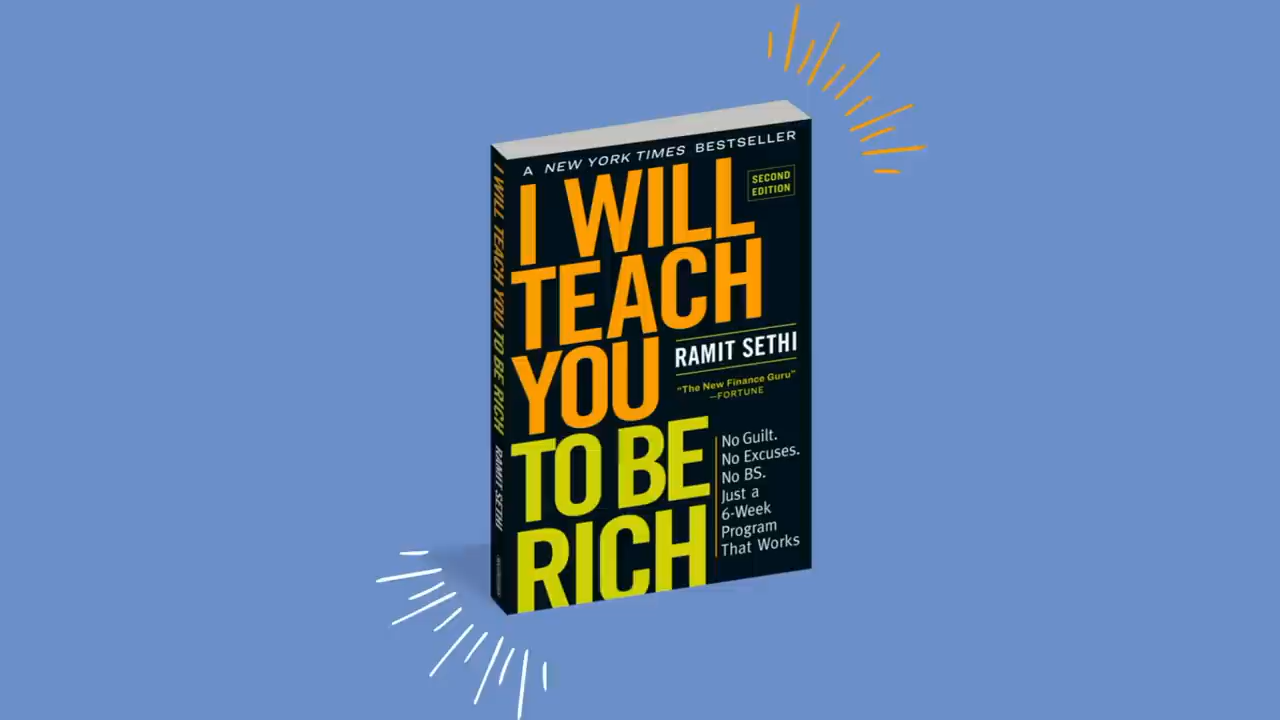 A NEW YORK TIMES BESTSELLER
SECOND
EDITION
I WILL
TEACH
YOU
TO BE
RICH
RAMIT SETHI
“The New Finance Guru”
—FORTUNE
No Guilt.
No Excuses.
No BS.
Just a
6-Week
Program
That Works
I WILL TEACH YOU TO BE RICH RAMIT SETHI